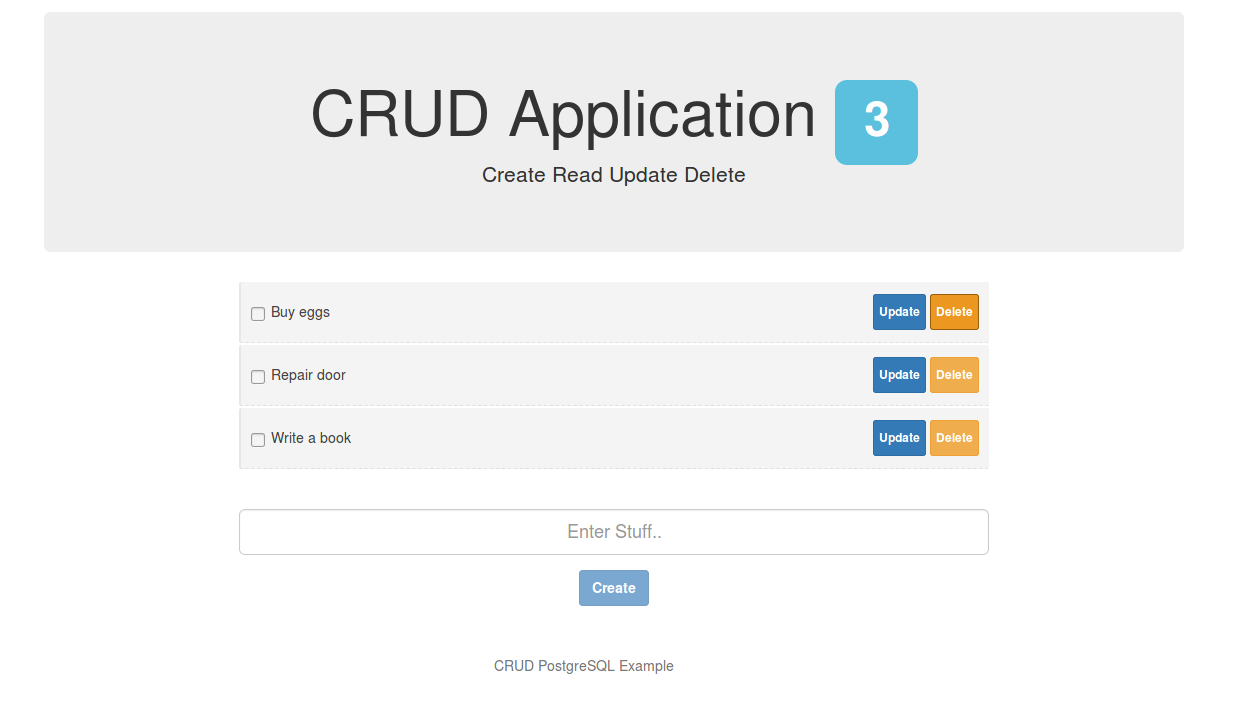 CRUD Application 3
Create Read Update Delete
Buy eggs Update Delete
Repair door Update Delete
Write a book Update Delete
Enter Stuff..
Create
CRUD PostgreSQL Example